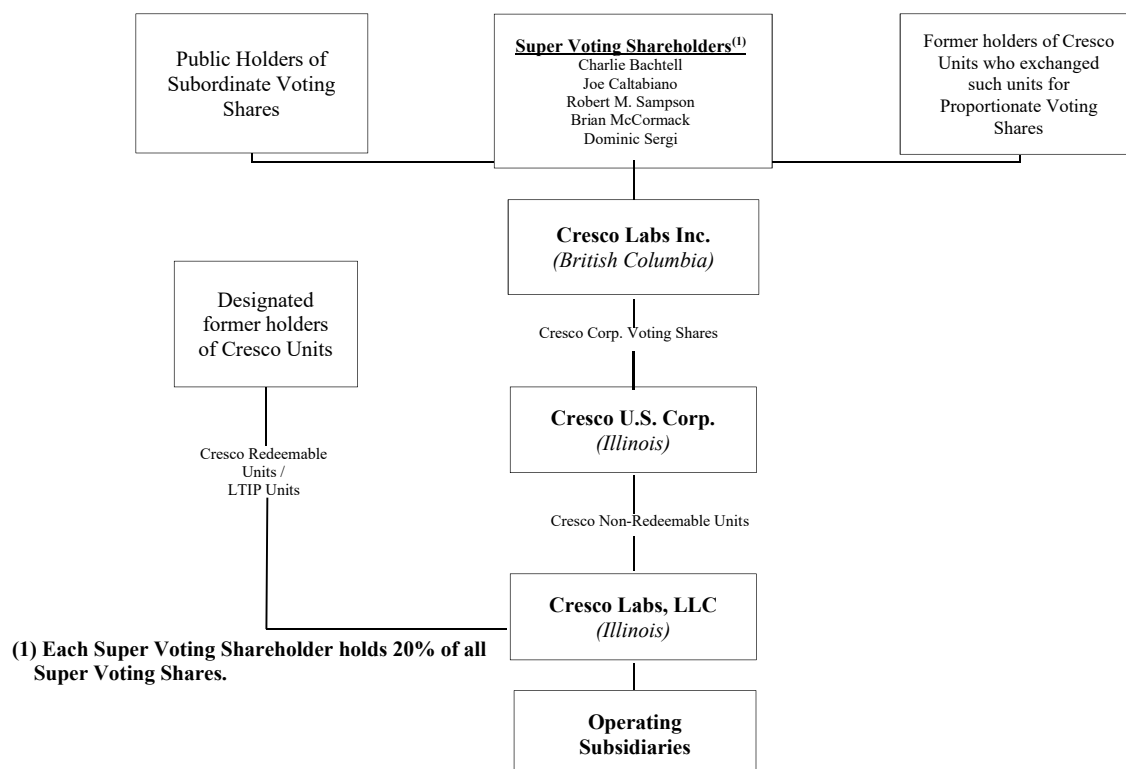 Public Holders of
Subordinate Voting
Shares
Super Voting Shareholders(1)
Charlie Bachtell
Joe Caltabiano
Robert M. Sampson
Brian McCormack
Dominic Sergi
Former holders of Cresco
Units who exchanged
such units for
Proportionate Voting
Shares
Cresco Labs Inc.
(British Columbia)
Designated
former holders
of Cresco Units
Cresco Corp. Voting Shares
Cresco U.S. Corp.
(Illinois)
Cresco Redeemable
Units /
LTIP Units
Cresco Non-Redeemable Units
Cresco Labs, LLC
(Illinois)
(1) Each Super Voting Shareholder holds 20% of all
Super Voting Shares.
Operating
Subsidiaries